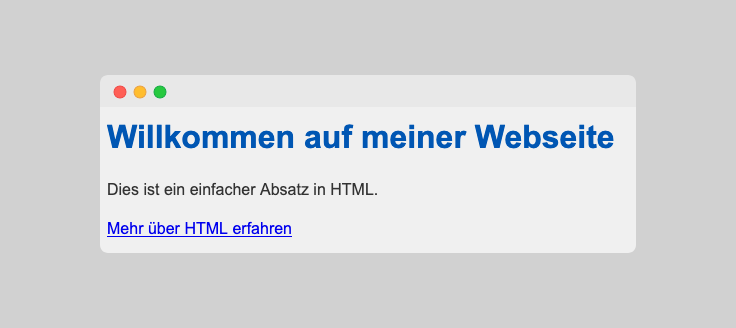 Willkommen auf meiner Webseite
Dies ist ein einfacher Absatz in HTML.
Mehr über HTML erfahren